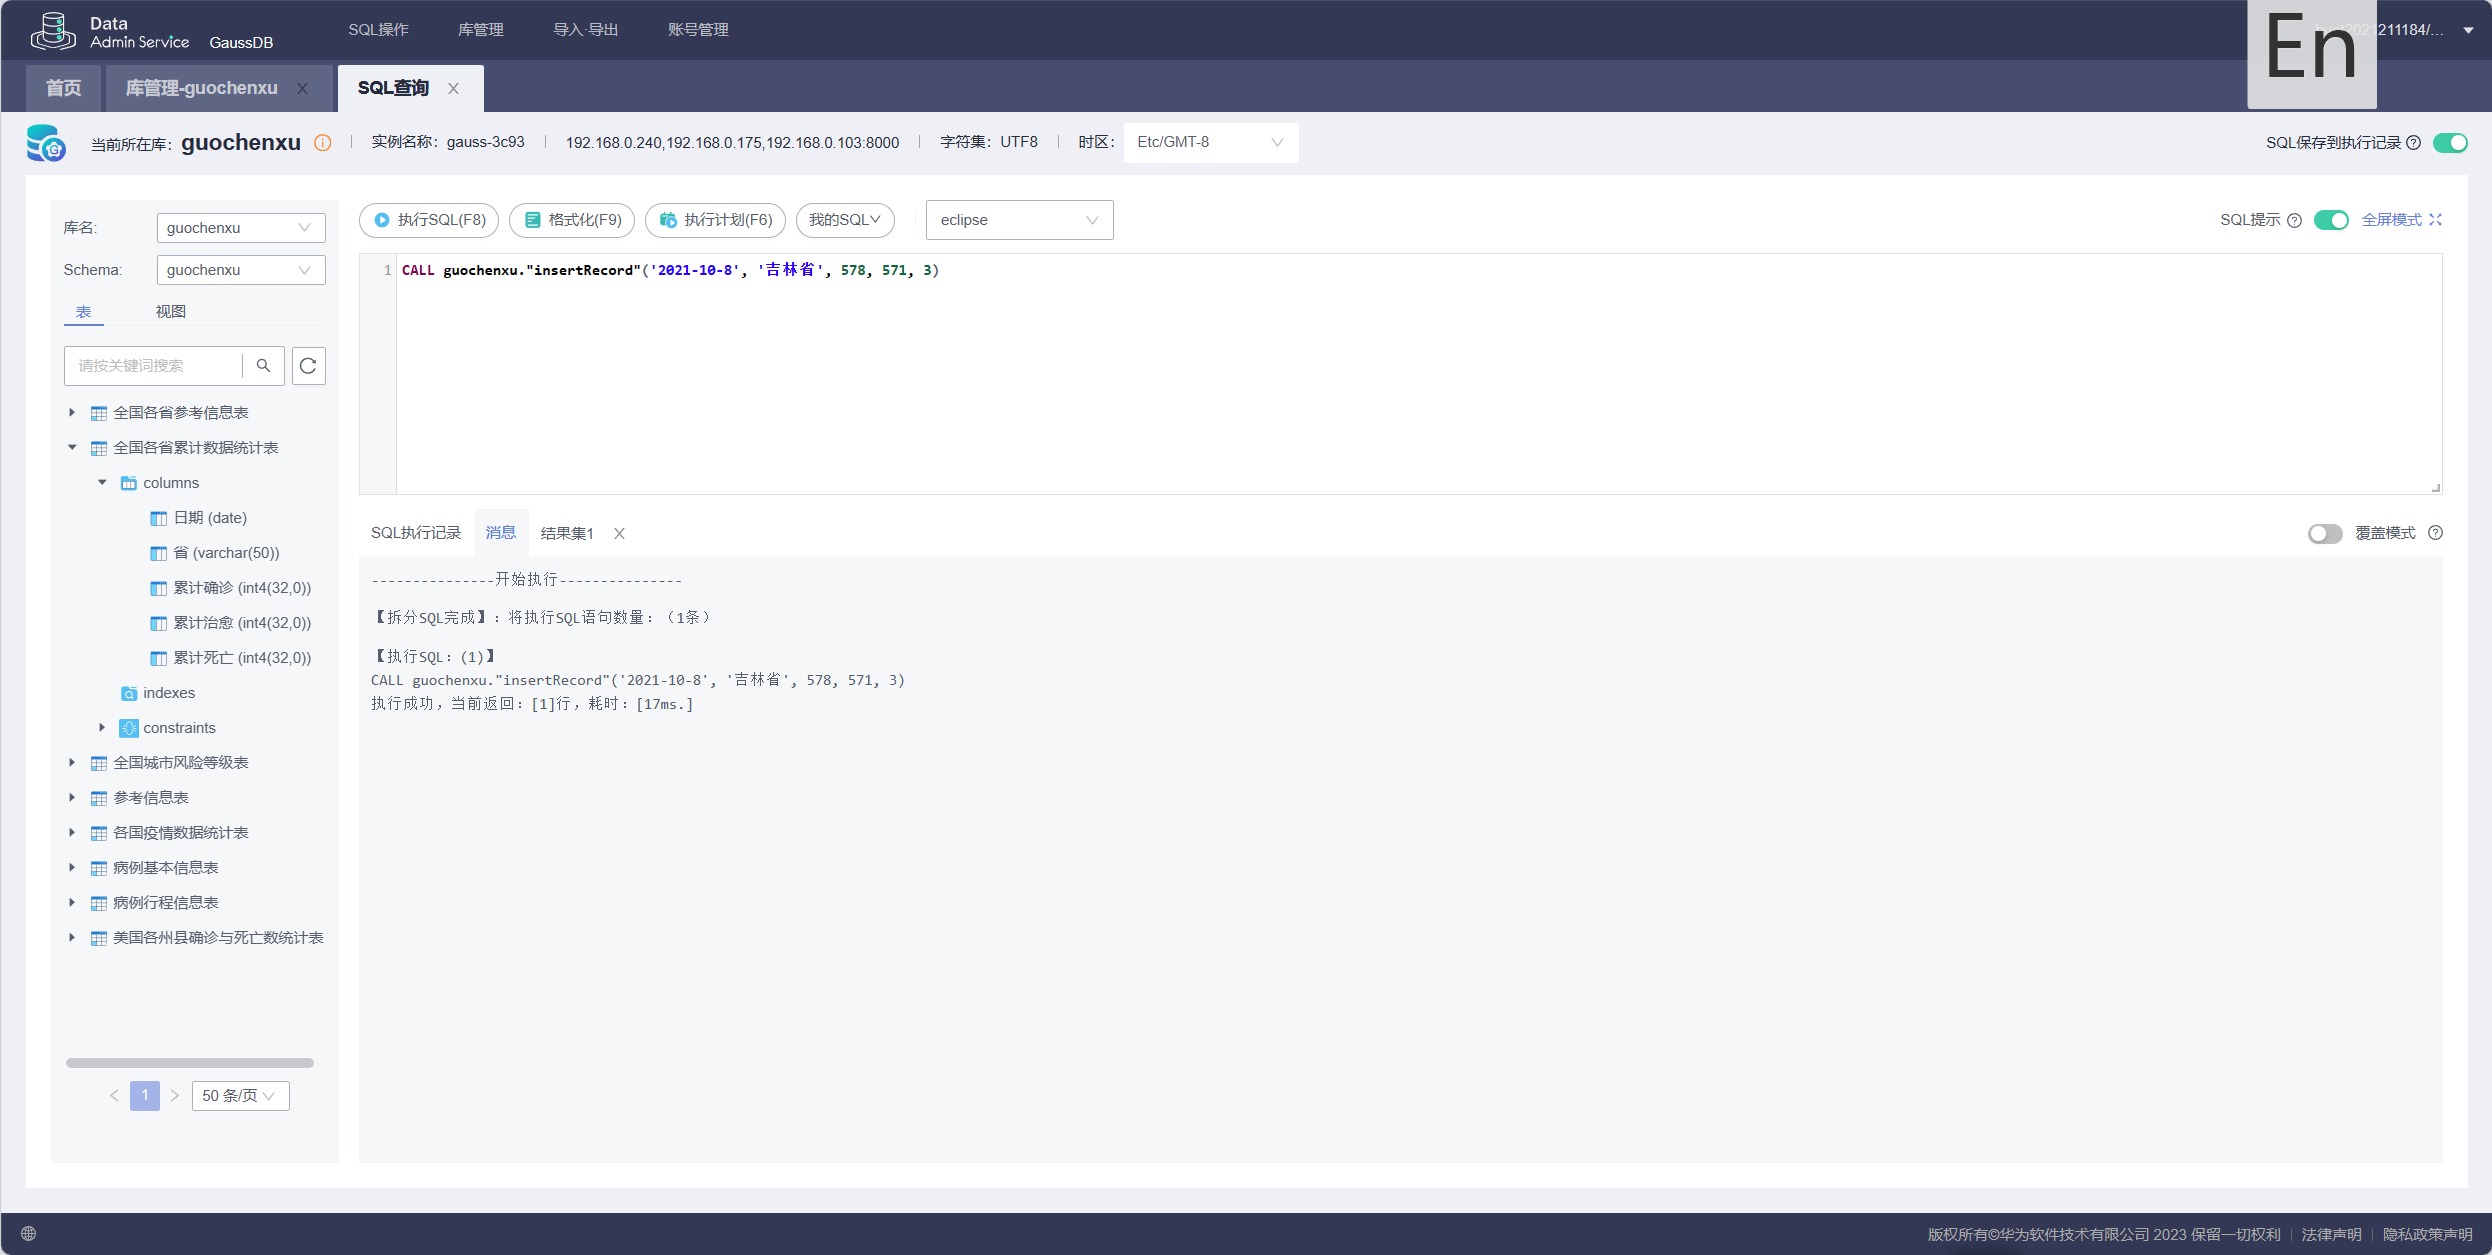 Data
Admin Service GaussDB
SQL操作 库管理 导入·导出 账号管理
211184/...
En
首页 库管理-guochenxu SQL查询
当前所在库: guochenxu 实例名称: gauss-3c93 192.168.0.240,192.168.0.175,192.168.0.103:8000 字符集: UTF8 时区: Etc/GMT-8 SQL保存到执行记录
库名: guochenxu
Schema: guochenxu
表 视图
请按关键词搜索
全国各省参考信息表
全国各省累计数据统计表
columns
日期 (date)
省 (varchar(50))
累计确诊 (int4(32,0))
累计治愈 (int4(32,0))
累计死亡 (int4(32,0))
indexes
constraints
全国城市风险等级表
参考信息表
各国疫情数据统计表
病例基本信息表
病例行程信息表
美国各州县确诊与死亡数统计表
1
50 条/页
执行SQL(F8) 格式化(F9) 执行计划(F6) 我的SQL eclipse SQL提示 全屏模式
1 CALL guochenxu."insertRecord"('2021-10-8', '吉林省', 578, 571, 3)
SQL执行记录 消息 结果集1 覆盖模式
---------------开始执行---------------
【拆分SQL完成】：将执行SQL语句数量：（1条）
【执行SQL：(1)】
CALL guochenxu."insertRecord"('2021-10-8', '吉林省', 578, 571, 3)
执行成功，当前返回：[1]行，耗时：[17ms.]
版权所有©华为软件技术有限公司 2023 保留一切权利 法律声明 隐私政策声明